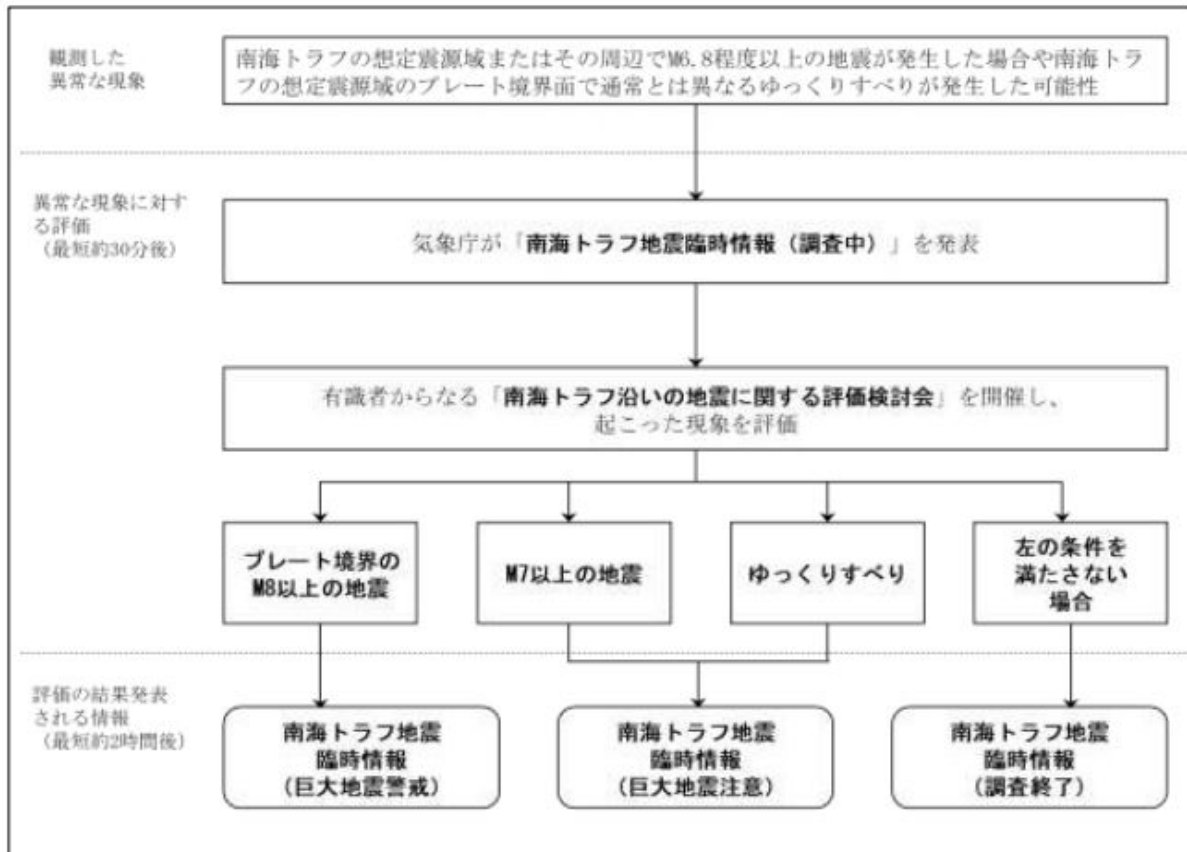 観測した
異常な現象
南海トラフの想定震源域またはその周辺でM6.8程度以上の地震が発生した場合や南海トラ
フの想定震源域のプレート境界面で通常とは異なるゆっくりすべりが発生した可能性
異常な現象に対す
る評価
(最短約30分後)
気象庁が「南海トラフ地震臨時情報（調査中）」を発表
有識者からなる「南海トラフ沿いの地震に関する評価検討会」を開催し、
起こった現象を評価
プレート境界の
M8以上の地震
M7以上の地震
ゆっくりすべり
左の条件を
満たさない
場合
評価の結果発表
される情報
(最短約2時間後)
南海トラフ地震
臨時情報
(巨大地震警戒)
南海トラフ地震
臨時情報
(巨大地震注意)
南海トラフ地震
臨時情報
(調査終了)